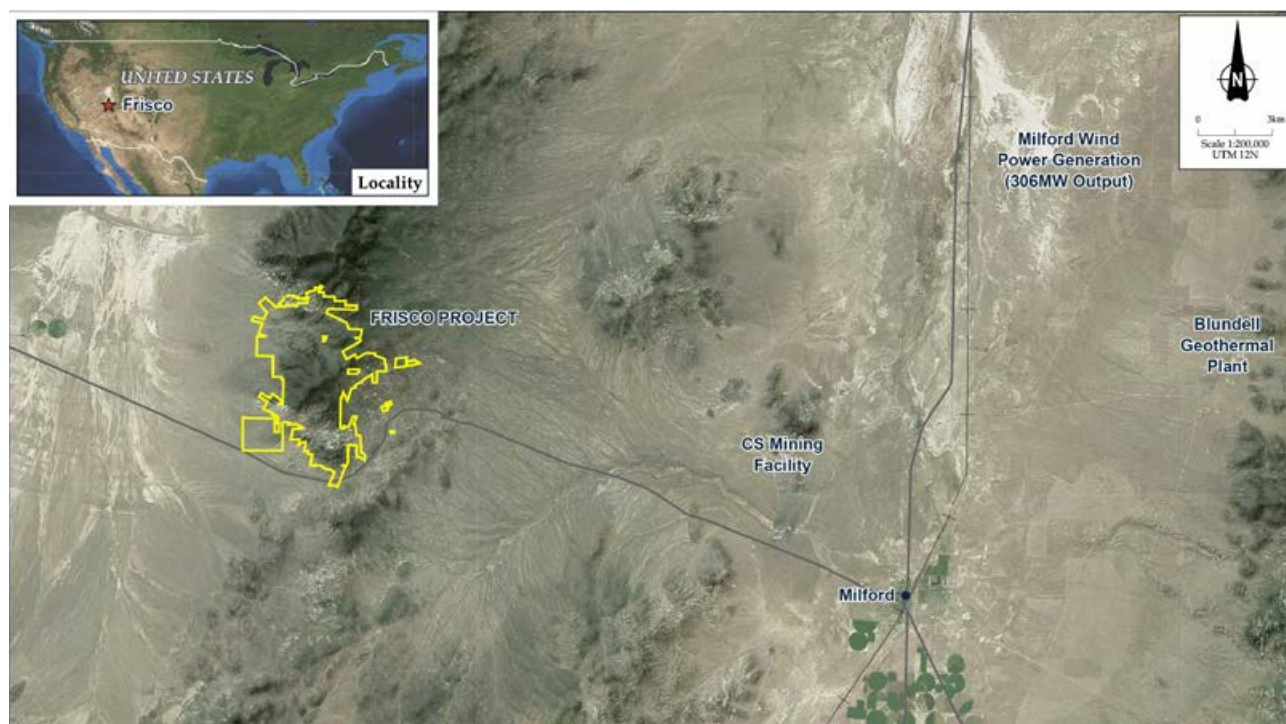 UNITED STATES
Frisco
Locality
N
0 3km
Scale 1:200,000
UTM 12N
Milford Wind
Power Generation
(306MW Output)
FRISCO PROJECT
Blundell
Geothermal
Plant
CS Mining
Facility
Milford